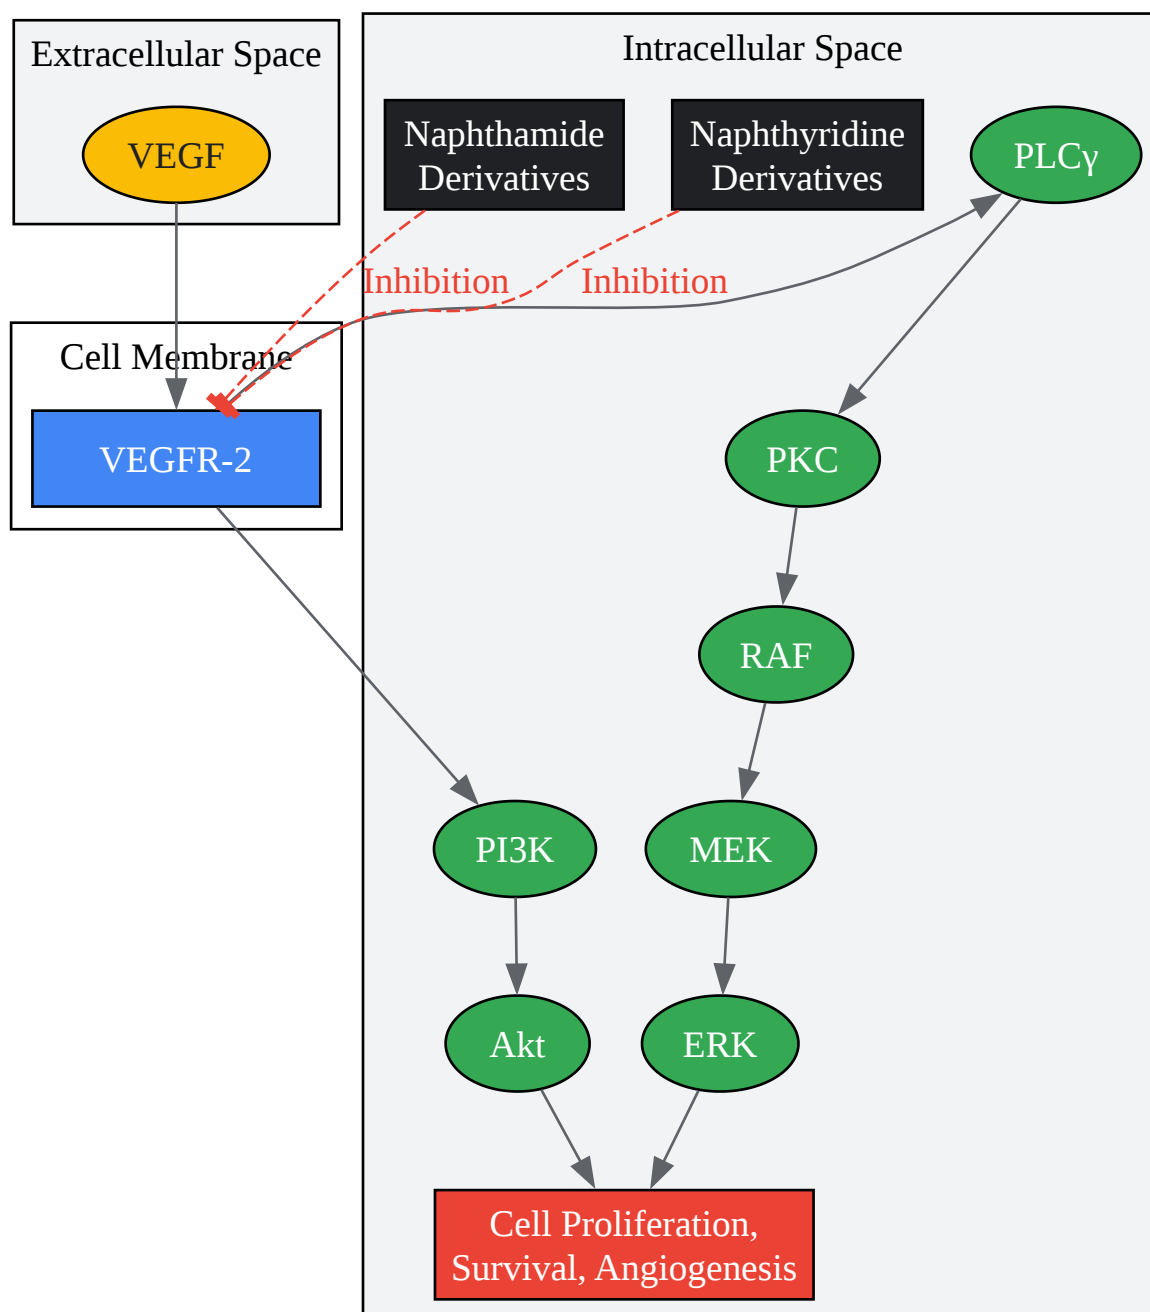 Extracellular Space
Intracellular Space
VEGF
Naphthamide
Derivatives
Naphthyridine
Derivatives
PLCγ
Inhibition
Inhibition
Cell Membrane
VEGFR-2
PKC
RAF
PI3K
MEK
Akt
ERK
Cell Proliferation,
Survival, Angiogenesis